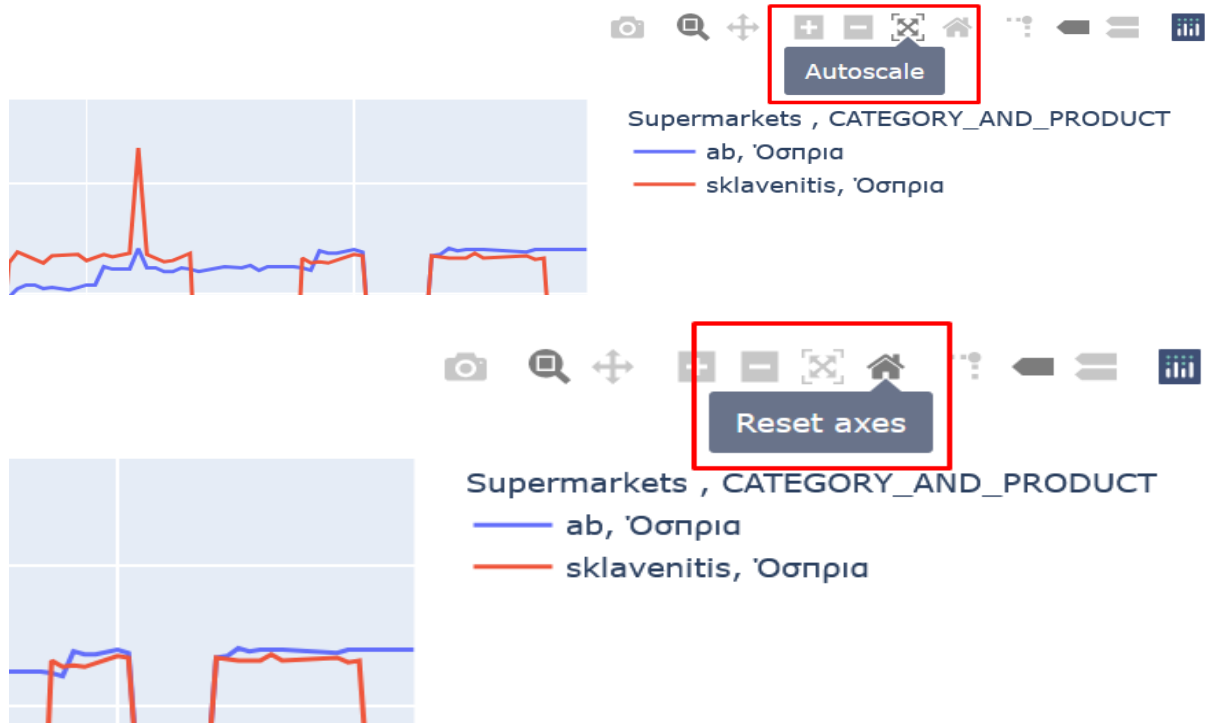 Autoscale
Supermarkets , CATEGORY_AND_PRODUCT
ab, Όσπρια
sklavenitis, Όσπρια
Reset axes
Supermarkets , CATEGORY_AND_PRODUCT
ab, Όσπρια
sklavenitis, Όσπρια